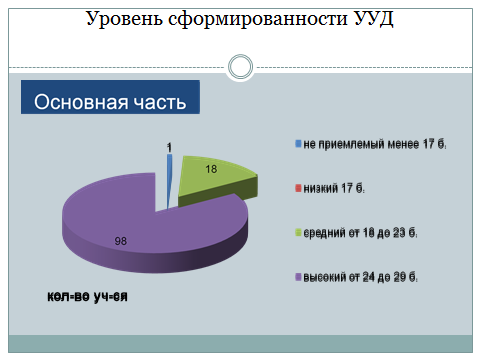 Уровень сформированности УУД
Основная часть
1
18
98
не приемлемый менее 17 б.
низкий 17 б.
средний от 18 до 23 б.
высокий от 24 до 29 б.
кол-во уч-ся